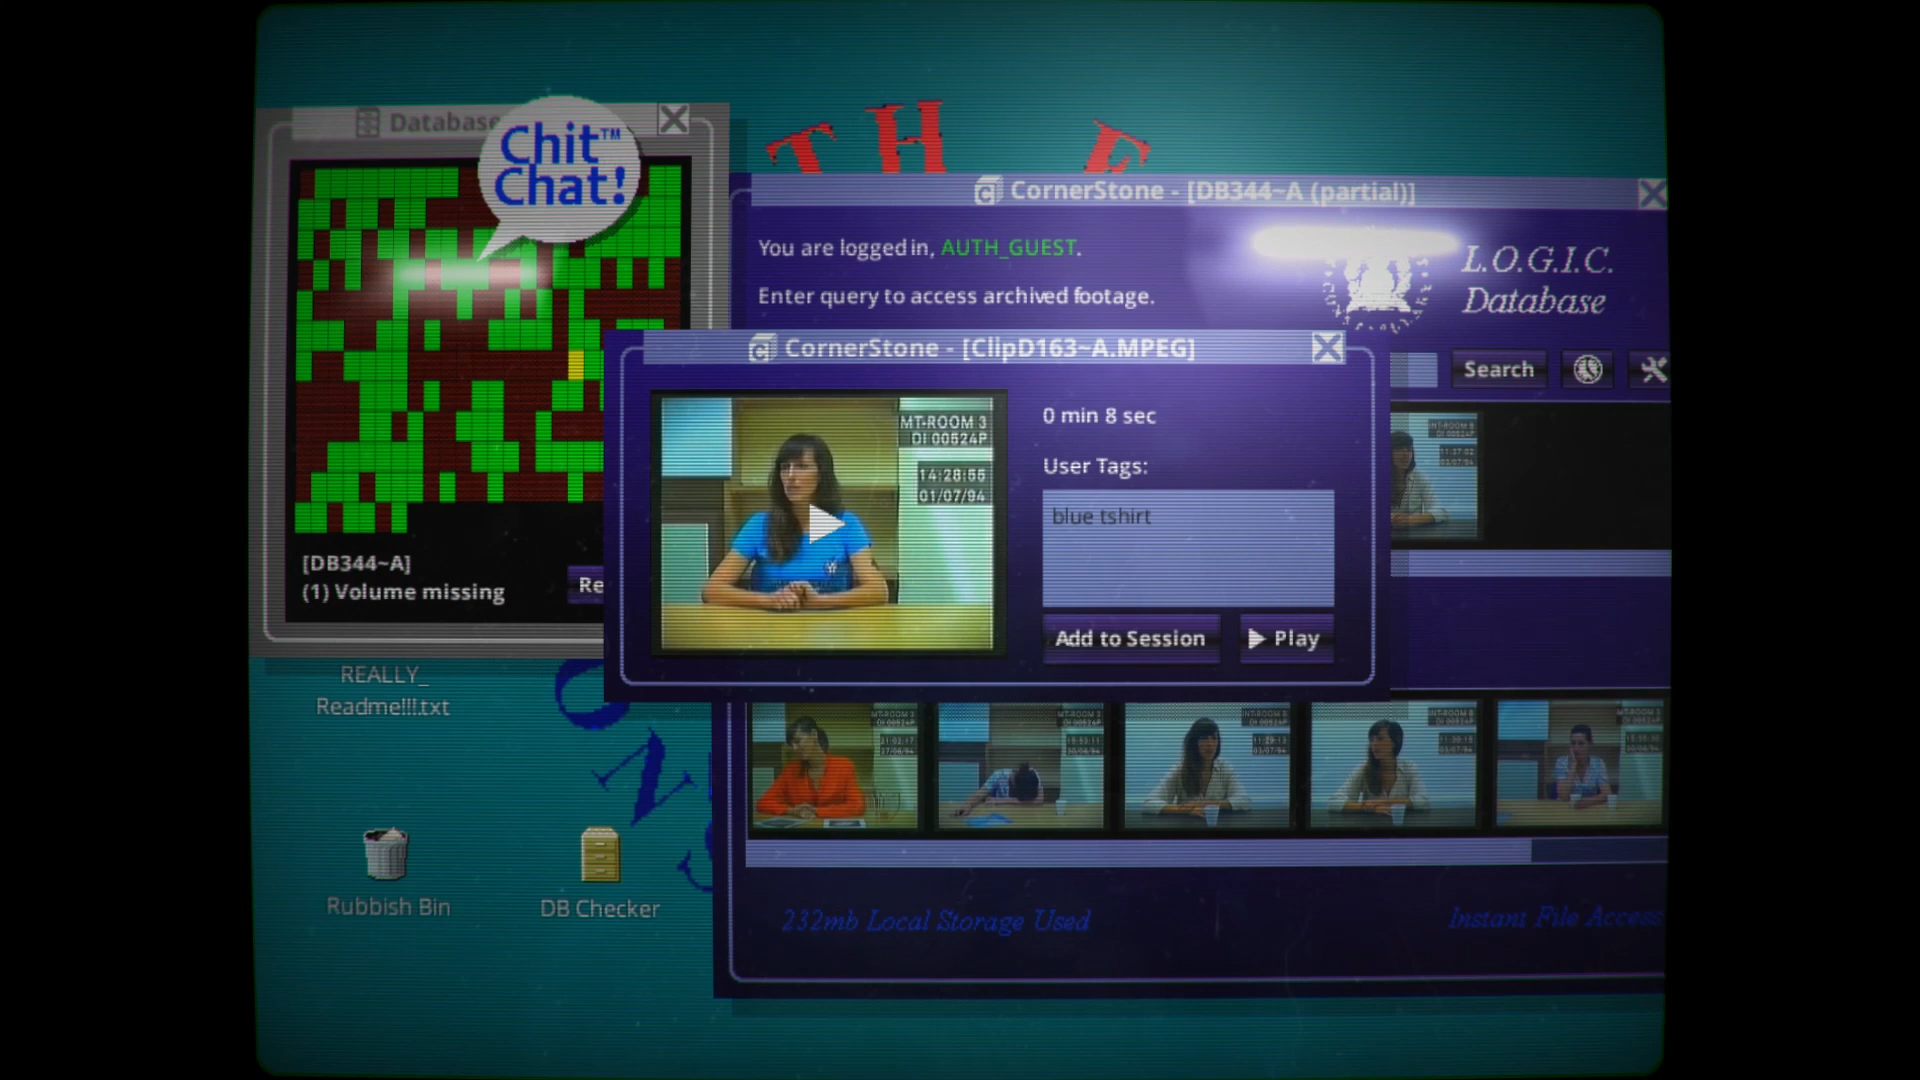 T H E
Database
Chit™
Chat!
CornerStone - [DB344~A (partial)]
You are logged in, AUTH_GUEST.
Enter query to access archived footage.
L.O.G.I.C.
Database
CornerStone - [ClipD163~A.MPEG]
Search
MT-ROOM 3
DI 00524P
14:28:55
01/07/94
0 min 8 sec
User Tags:
blue tshirt
Add to Session
Play
[DB344~A]
(1) Volume missing
Re
REALLY_
Readme!!!.txt
Rubbish Bin
DB Checker
232mb Local Storage Used
Instant File Access